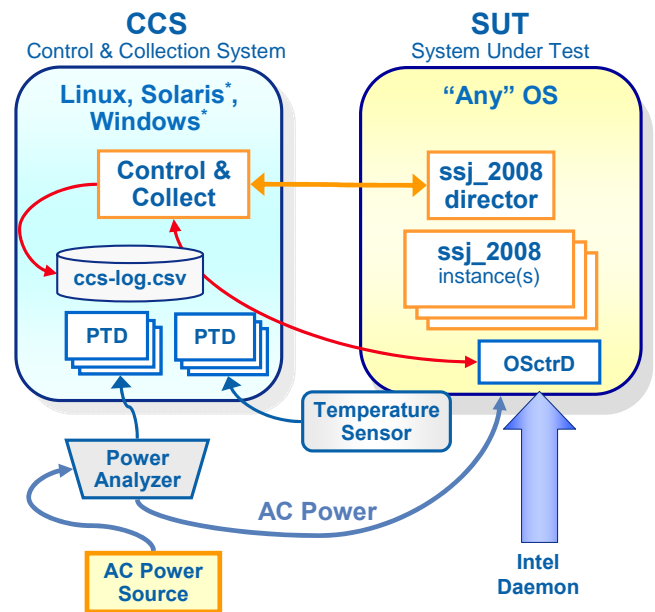 CCS
Control & Collection System
Linux, Solaris*,
Windows*
Control &
Collect
ccs-log.csv
PTD
PTD
SUT
System Under Test
“Any” OS
ssj_2008
director
ssj_2008
instance(s)
OSctrD
Temperature
Sensor
Power
Analyzer
AC Power
AC Power
Source
Intel
Daemon